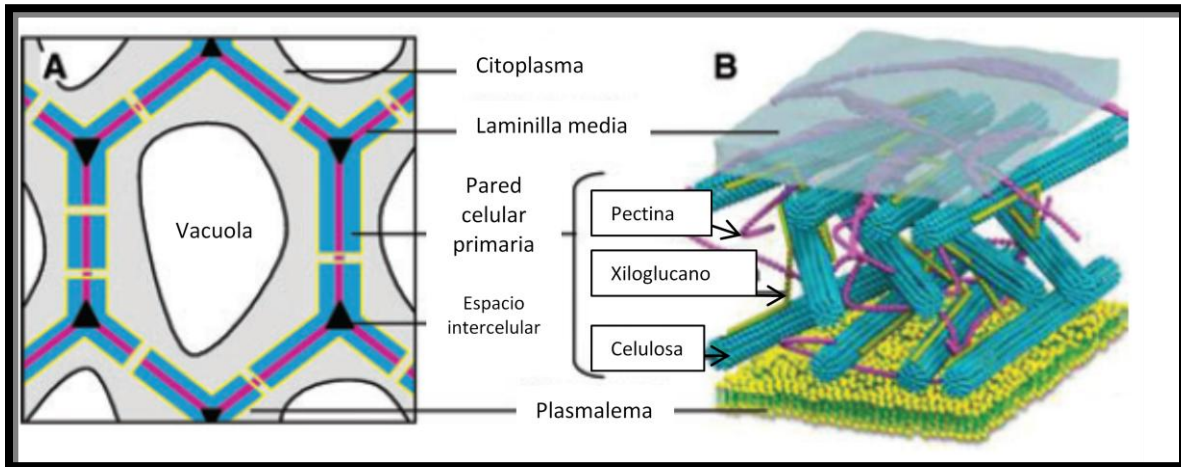 A
B
Citoplasma
Laminilla media
Pared
celular
primaria
Pectina
Vacuola
Xiloglucano
Espacio
intercelular
Celulosa
Plasmalema